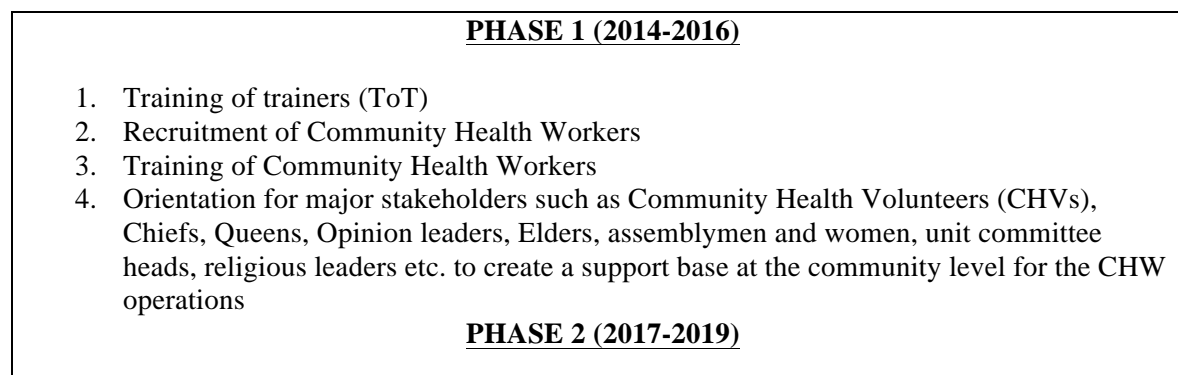 PHASE 1 (2014-2016)
1. Training of trainers (ToT)
2. Recruitment of Community Health Workers
3. Training of Community Health Workers
4. Orientation for major stakeholders such as Community Health Volunteers (CHVs),
Chiefs, Queens, Opinion leaders, Elders, assemblymen and women, unit committee
heads, religious leaders etc. to create a support base at the community level for the CHW
operations
PHASE 2 (2017-2019)